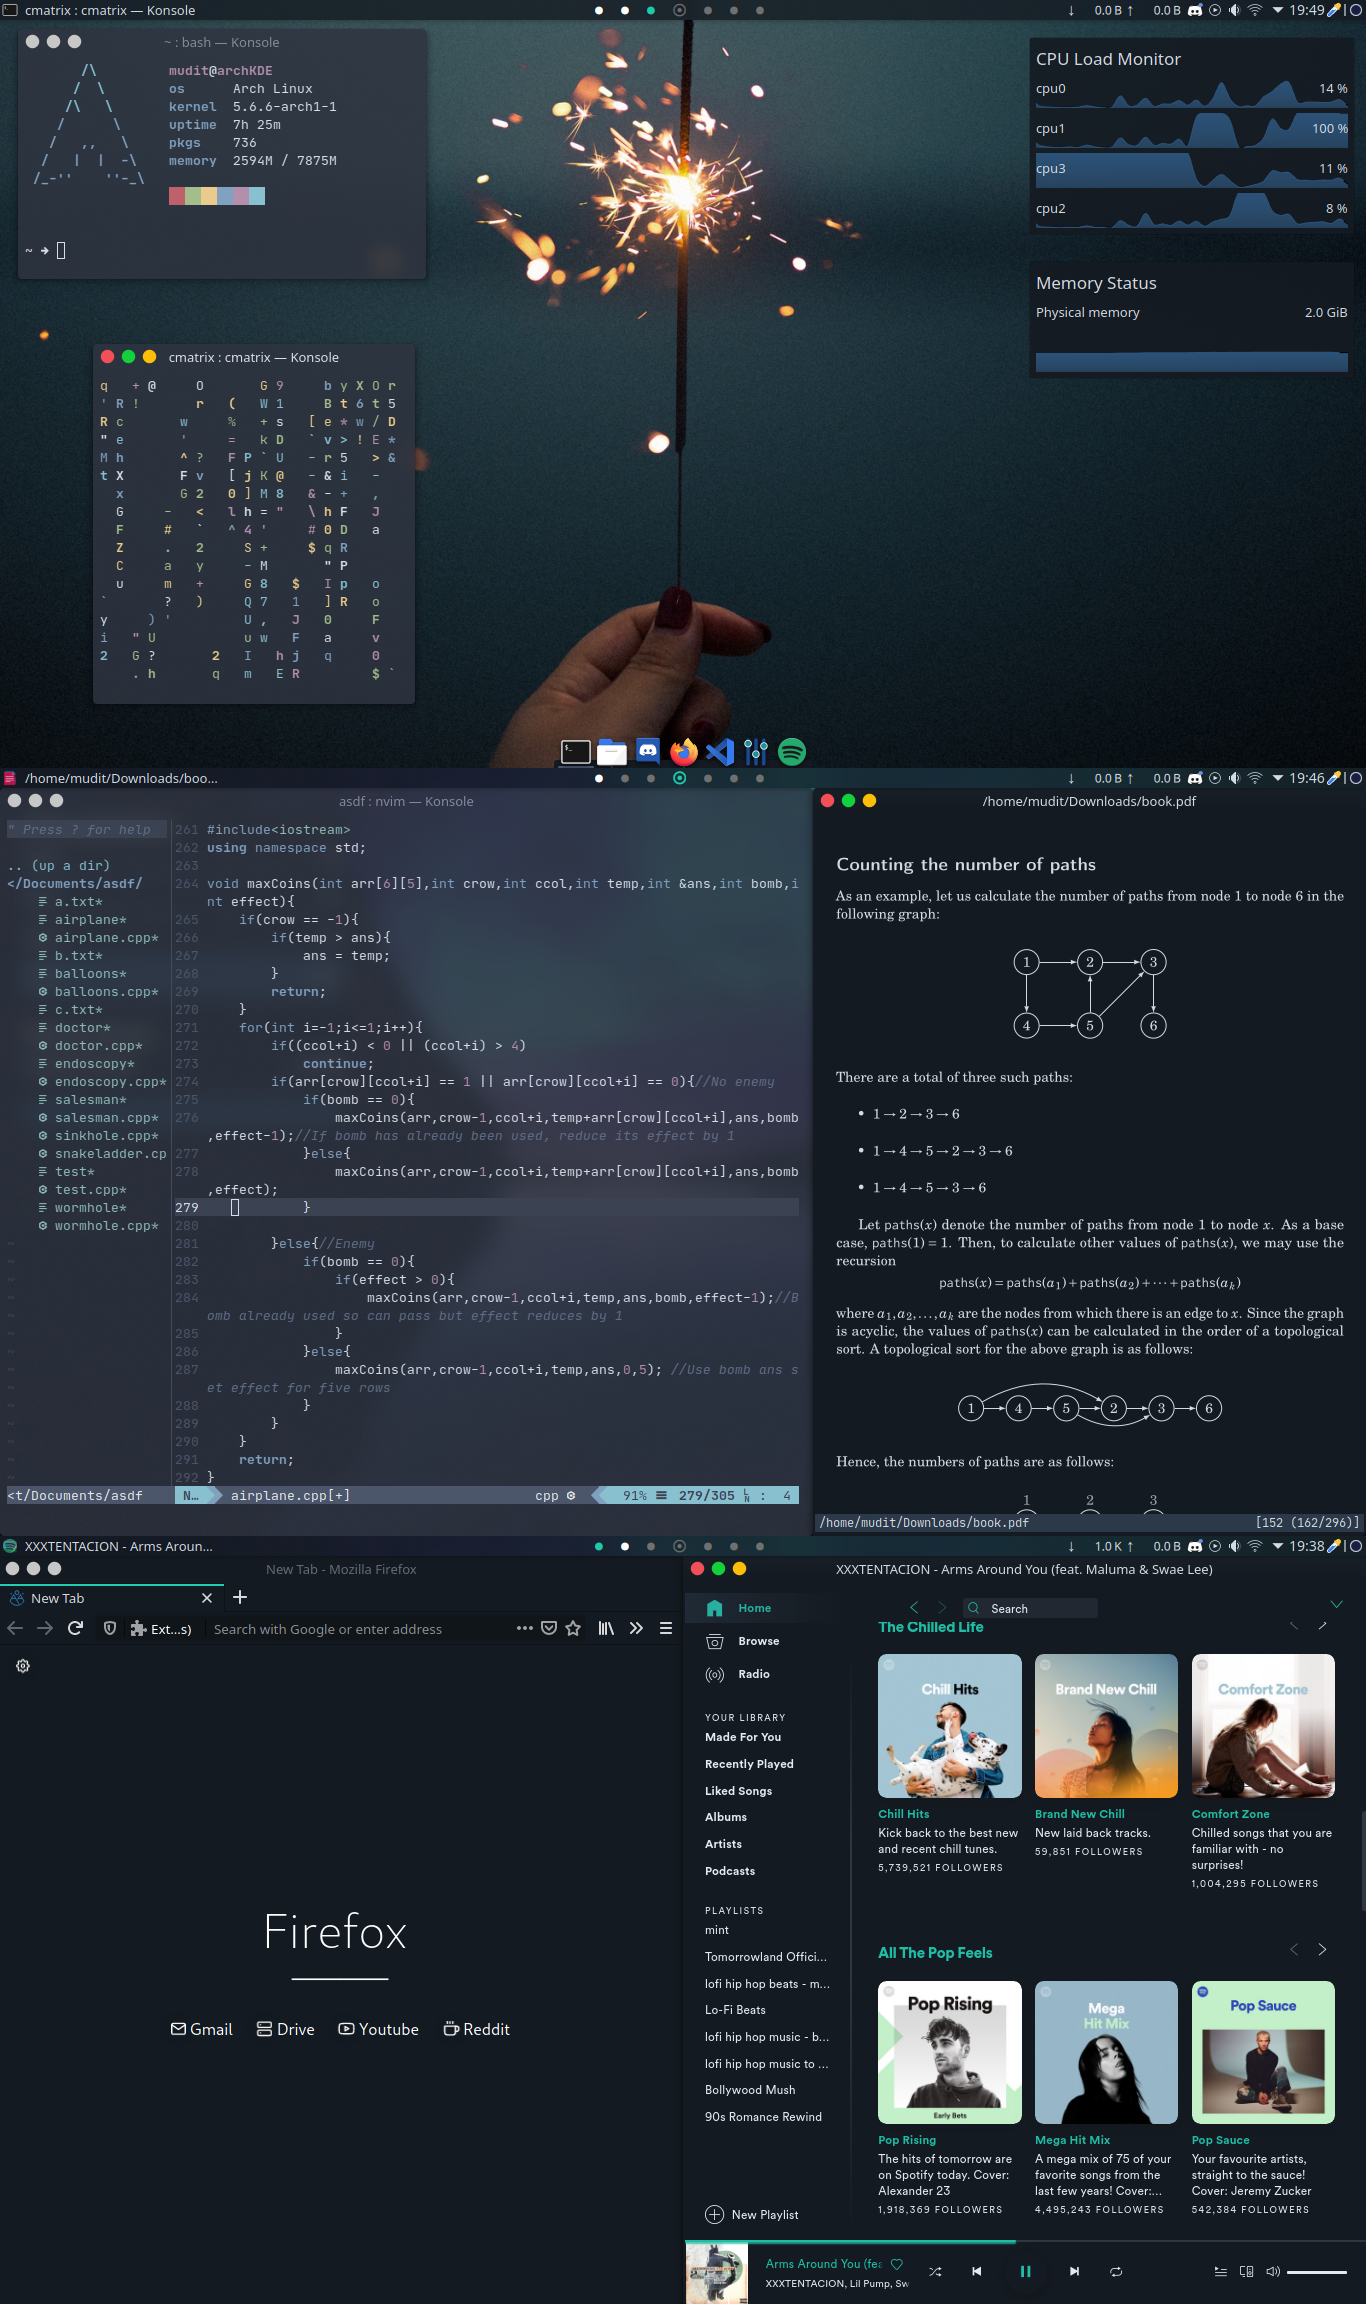 cmatrix : cmatrix — Konsole
↓ 0.0 B ↑ 0.0 B 19:49
~ : bash — Konsole
mudit@archKDE
os Arch Linux
kernel 5.6.6-arch1-1
uptime 7h 25m
pkgs 736
memory 2594M / 7875M
~ ➜
CPU Load Monitor
cpu0 14 %
cpu1 100 %
cpu3 11 %
cpu2 8 %
Memory Status
Physical memory 2.0 GiB
cmatrix : cmatrix — Konsole
/home/mudit/Downloads/boo...
↓ 0.0 B ↑ 0.0 B 19:46
asdf : nvim — Konsole
" Press ? for help
.. (up a dir)
</Documents/asdf/
a.txt*
airplane*
airplane.cpp*
b.txt*
balloons*
balloons.cpp*
c.txt*
doctor*
doctor.cpp*
endoscopy*
endoscopy.cpp*
salesman*
salesman.cpp*
sinkhole.cpp*
snakeladder.cp
test*
test.cpp*
wormhole*
wormhole.cpp*
<t/Documents/asdf
261 #include<iostream>
262 using namespace std;
263
264 void maxCoins(int arr[6][5],int crow,int ccol,int temp,int &ans,int bomb,i
nt effect){
265 if(crow == -1){
266 if(temp > ans){
267 ans = temp;
268 }
269 return;
270 }
271 for(int i=-1;i<=1;i++){
272 if((ccol+i) < 0 || (ccol+i) > 4)
273 continue;
274 if(arr[crow][ccol+i] == 1 || arr[crow][ccol+i] == 0){//No enemy
275 if(bomb == 0){
276 maxCoins(arr,crow-1,ccol+i,temp+arr[crow][ccol+i],ans,bomb
,effect-1);//If bomb has already been used, reduce its effect by 1
277 }else{
278 maxCoins(arr,crow-1,ccol+i,temp+arr[crow][ccol+i],ans,bomb
,effect);
279 }
280
281 }else{//Enemy
282 if(bomb == 0){
283 if(effect > 0){
284 maxCoins(arr,crow-1,ccol+i,temp,ans,bomb,effect-1);//B
omb already used so can pass but effect reduces by 1
285 }
286 }else{
287 maxCoins(arr,crow-1,ccol+i,temp,ans,0,5); //Use bomb ans s
et effect for five rows
288 }
289 }
290 }
291 return;
292 }
N… airplane.cpp[+] cpp 91% 279/305 : 4
/home/mudit/Downloads/book.pdf
Counting the number of paths
As an example, let us calculate the number of paths from node 1 to node 6 in the
following graph:
1 2 3
4 5 6
There are a total of three such paths:
• 1 → 2 → 3 → 6
• 1 → 4 → 5 → 2 → 3 → 6
• 1 → 4 → 5 → 3 → 6
Let paths(x) denote the number of paths from node 1 to node x. As a base
case, paths(1) = 1. Then, to calculate other values of paths(x), we may use the
recursion
paths(x) = paths(a₁) + paths(a₂) + ··· + paths(aₖ)
where a₁,a₂,...,aₖ are the nodes from which there is an edge to x. Since the graph
is acyclic, the values of paths(x) can be calculated in the order of a topological
sort. A topological sort for the above graph is as follows:
1 4 5 2 3 6
Hence, the numbers of paths are as follows:
1 2 3
/home/mudit/Downloads/book.pdf [152 (162/296)]
XXXTENTACION - Arms Aroun...
↓ 1.0 K ↑ 0.0 B 19:38
New Tab - Mozilla Firefox
New Tab
Ext...s)
Search with Google or enter address
Firefox
Gmail Drive Youtube Reddit
XXXTENTACION - Arms Around You (feat. Maluma & Swae Lee)
Home
Browse
Radio
YOUR LIBRARY
Made For You
Recently Played
Liked Songs
Albums
Artists
Podcasts
PLAYLISTS
mint
Tomorrowland Offici...
lofi hip hop beats - m...
Lo-Fi Beats
lofi hip hop music - b...
lofi hip hop music to ...
Bollywood Mush
90s Romance Rewind
New Playlist
Search
The Chilled Life
Chill Hits
Brand New Chill
Comfort Zone
Chill Hits
Kick back to the best new
and recent chill tunes.
5,739,521 FOLLOWERS
Brand New Chill
New laid back tracks.
59,851 FOLLOWERS
Comfort Zone
Chilled songs that you are
familiar with - no
surprises!
1,004,295 FOLLOWERS
All The Pop Feels
Pop Rising
Early Bets
Mega
Hit Mix
Pop Sauce
Pop Rising
The hits of tomorrow are
on Spotify today. Cover:
Alexander 23
1,918,369 FOLLOWERS
Mega Hit Mix
A mega mix of 75 of your
favorite songs from the
last few years! Cover:...
4,495,243 FOLLOWERS
Pop Sauce
Your favourite artists,
straight to the sauce!
Cover: Jeremy Zucker
542,384 FOLLOWERS
Arms Around You (fea
XXXTENTACION, Lil Pump, Sw